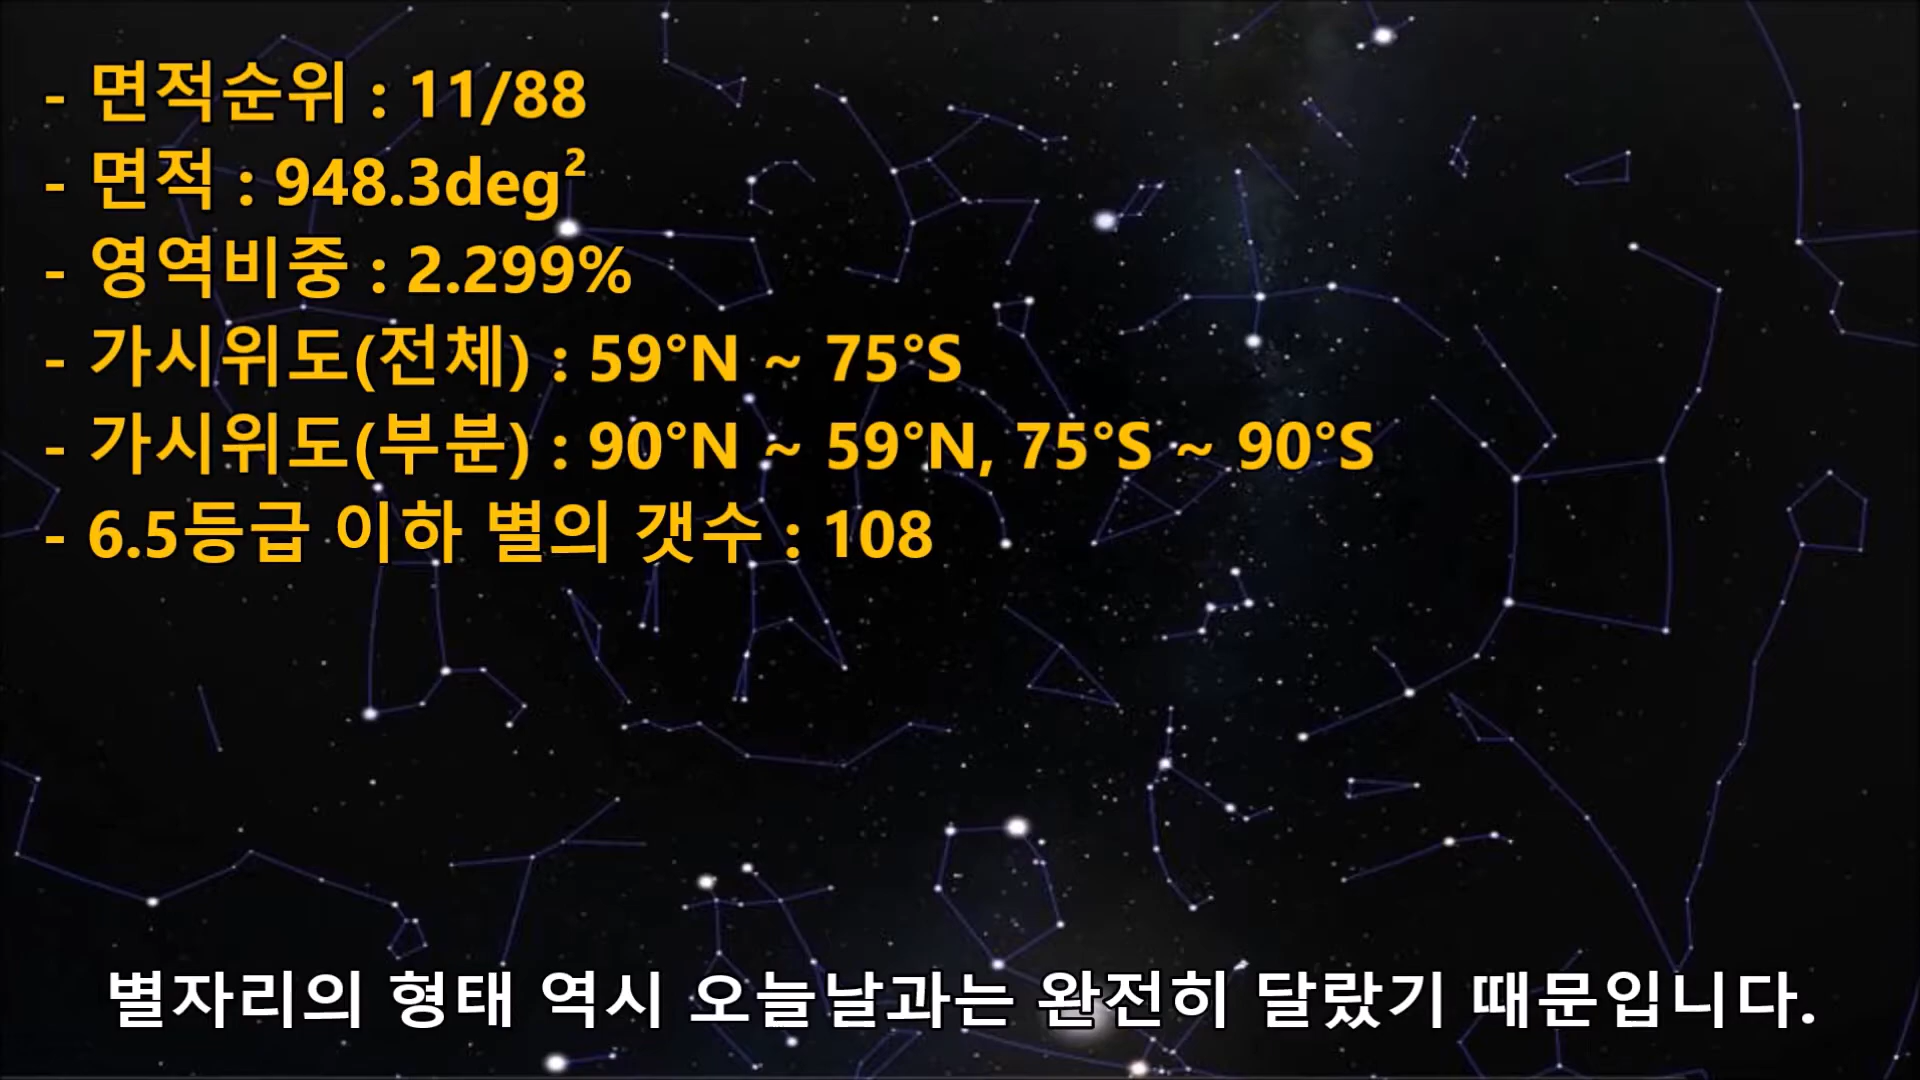 - 면적순위 : 11/88
- 면적 : 948.3deg²
- 영역비중 : 2.299%
- 가시위도(전체) : 59°N ~ 75°S
- 가시위도(부분) : 90°N ~ 59°N, 75°S ~ 90°S
- 6.5등급 이하 별의 갯수 : 108
별자리의 형태 역시 오늘날과는 완전히 달랐기 때문입니다.